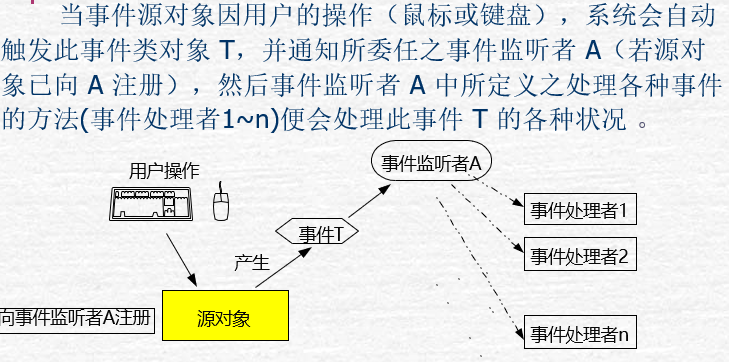 当事件源对象因用户的操作（鼠标或键盘），系统会自动
触发此事件类对象 T，并通知所委任之事件监听者 A（若源对
象已向 A 注册），然后事件监听者 A 中所定义之处理各种事件
的方法(事件处理者1~n)便会处理此事件 T 的各种状况 。
用户操作
事件监听者A
事件处理者1
事件T
事件处理者2
产生
向事件监听者A注册
源对象
事件处理者n